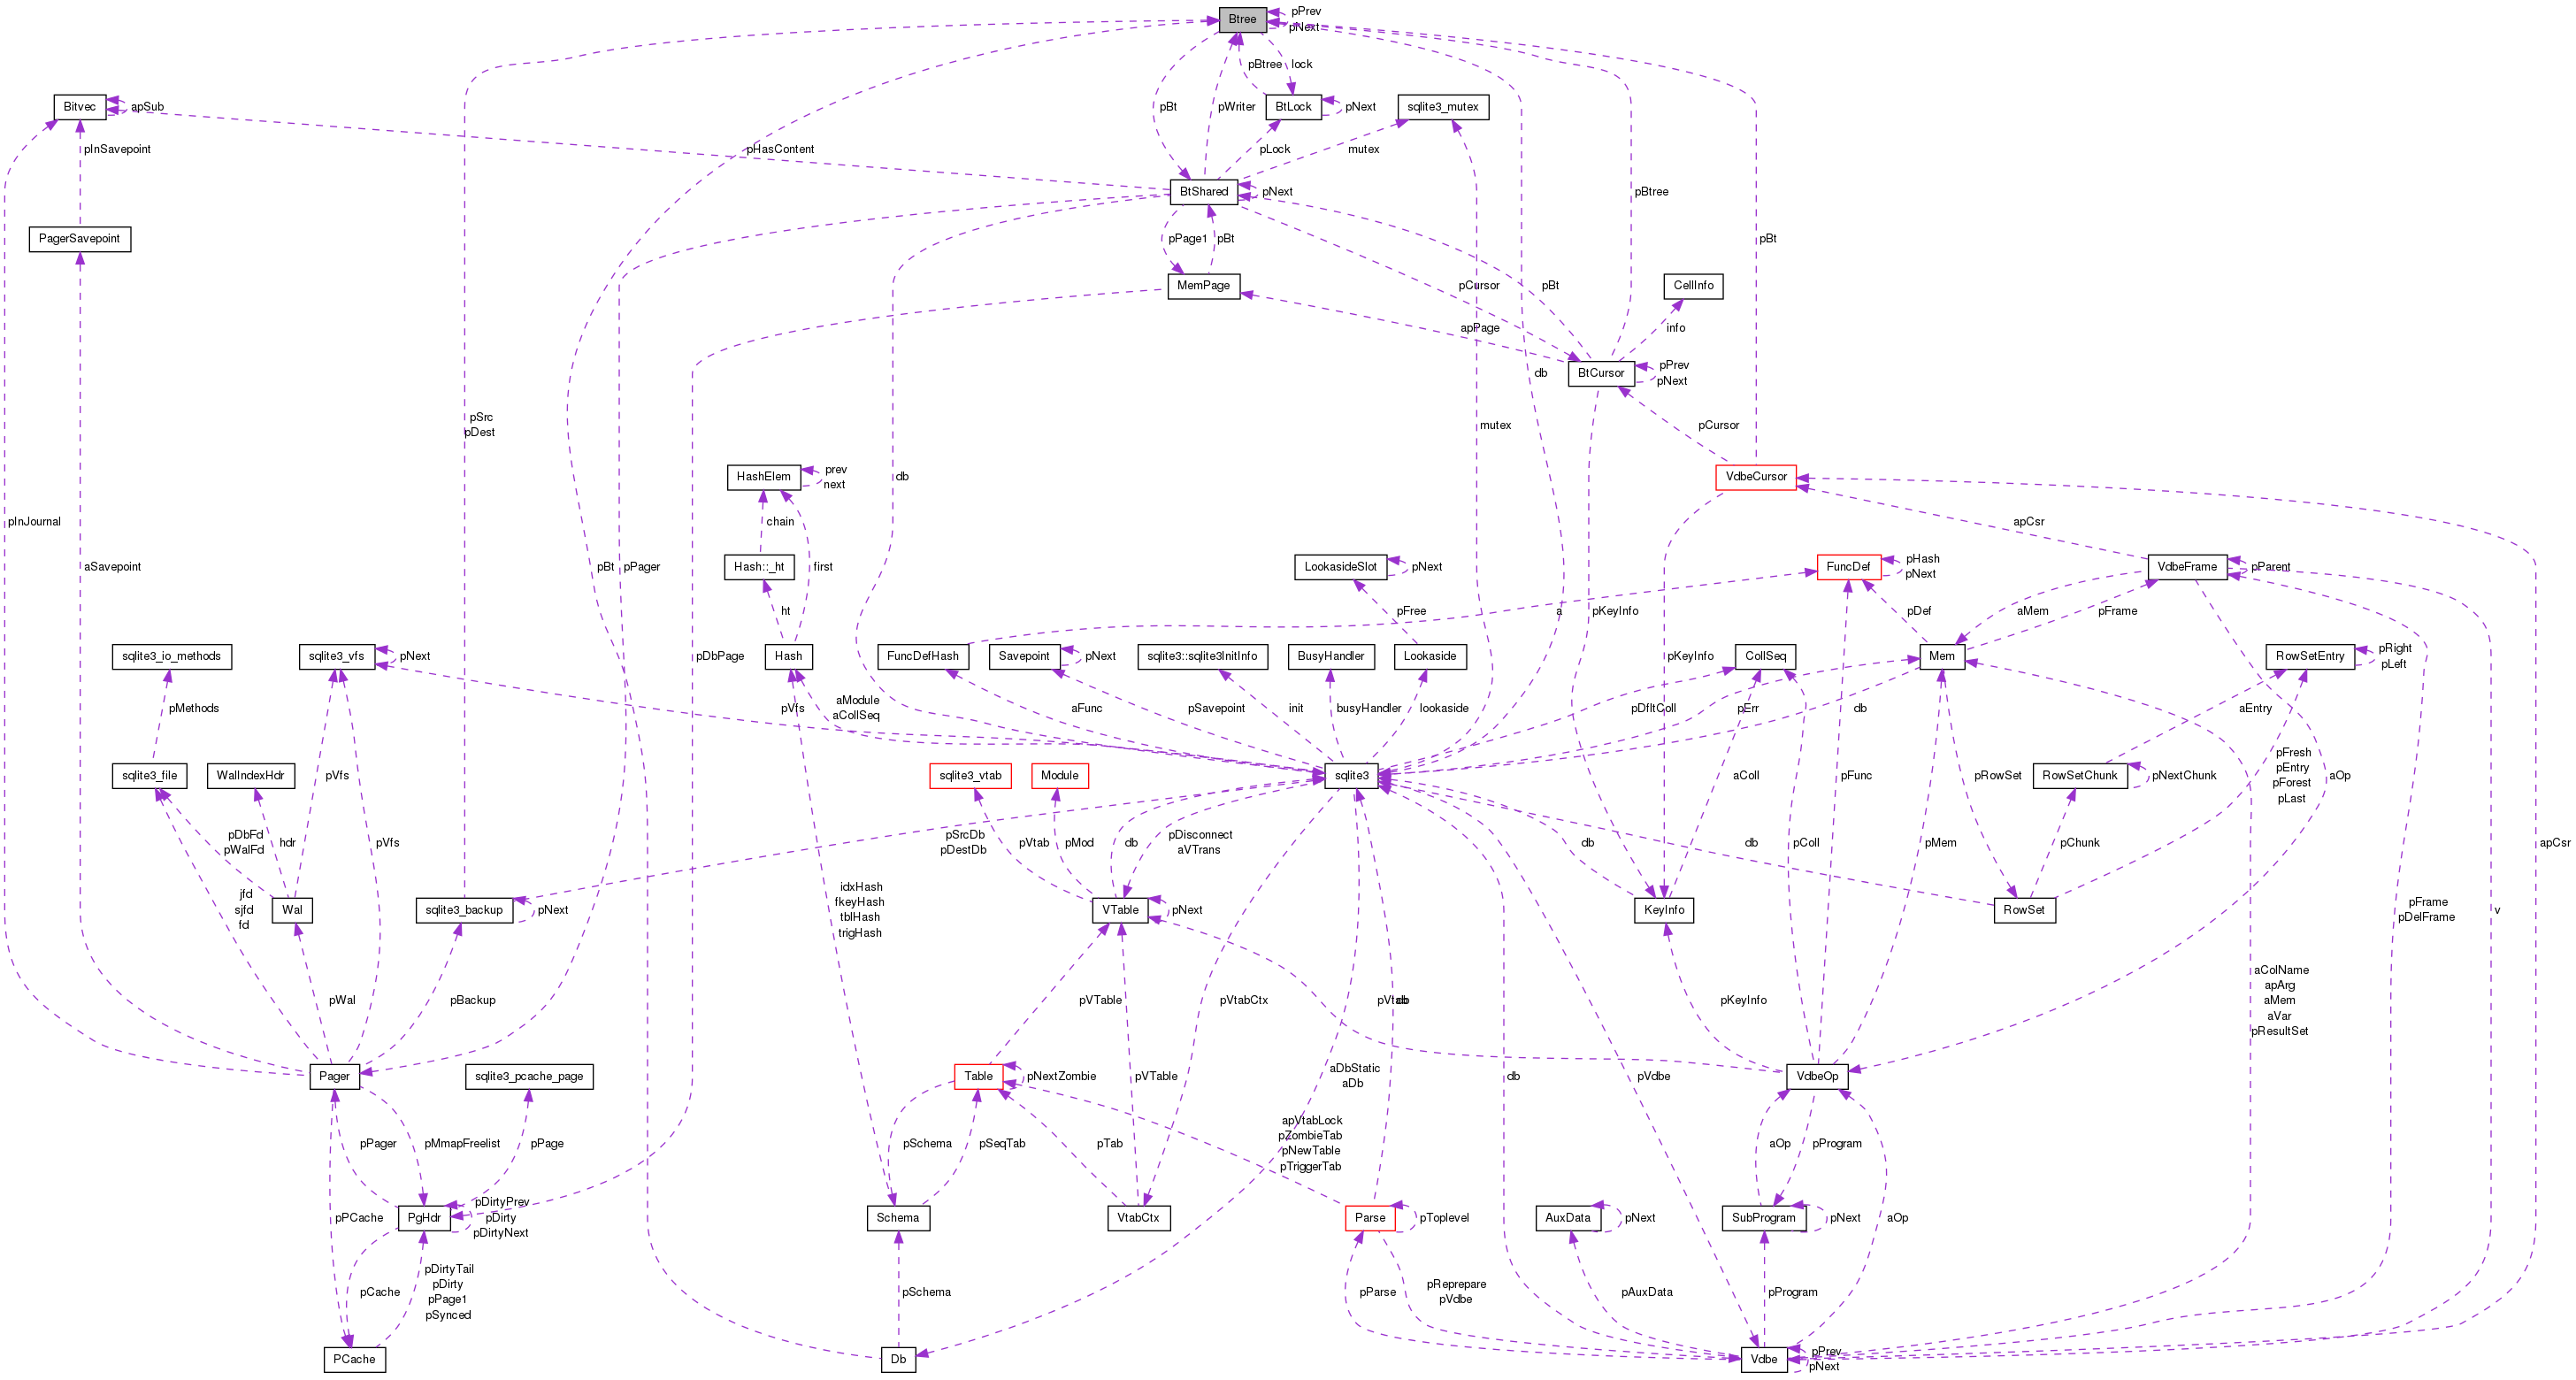 Btree
pPrev
pNext
Bitvec
apSub
pBt
pWriter
pBtree
lock
BtLock
pNext
sqlite3_mutex
pInSavepoint
pHasContent
pLock
mutex
BtShared
pNext
pBtree
PagerSavepoint
pPage1
pBt
pBt
MemPage
pCursor
pBt
CellInfo
apPage
info
db
BtCursor
pPrev
pNext
pSrc
pDest
mutex
pCursor
HashElem
prev
next
db
VdbeCursor
pInJournal
chain
apCsr
aSavepoint
pBt
pPager
Hash::_ht
first
LookasideSlot
pNext
FuncDef
pHash
pNext
VdbeFrame
pParent
ht
pFree
a
pKeyInfo
pDef
pFrame
aMem
sqlite3_io_methods
sqlite3_vfs
pNext
pDbPage
Hash
FuncDefHash
Savepoint
pNext
sqlite3::sqlite3InitInfo
BusyHandler
Lookaside
pKeyInfo
CollSeq
Mem
RowSetEntry
pRight
pLeft
pMethods
pVfs
aModule
aCollSeq
aFunc
pSavepoint
init
busyHandler
lookaside
pDfltColl
pErr
db
aEntry
sqlite3_file
WalIndexHdr
pVfs
sqlite3_vtab
Module
sqlite3
aColl
pFunc
pRowSet
RowSetChunk
pNextChunk
pFresh
pEntry
pForest
pLast
aOp
pDbFd
pWalFd
hdr
pVfs
pSrcDb
pDestDb
pVtab
pMod
db
pDisconnect
aVTrans
db
pColl
pMem
db
pChunk
apCsr
jfd
sjfd
fd
Wal
sqlite3_backup
pNext
idxHash
fkeyHash
tblHash
trigHash
VTable
pNext
KeyInfo
RowSet
pFrame
pDelFrame
v
pWal
pBackup
pVTable
pVtabCtx
pVtab
db
pKeyInfo
aColName
apArg
aMem
aVar
pResultSet
Pager
sqlite3_pcache_page
Table
pNextZombie
pVTable
aDbStatic
aDb
db
pVdbe
VdbeOp
pPager
pMmapFreelist
pPage
pSchema
pSeqTab
pTab
apVtabLock
pZombieTab
pNewTable
pTriggerTab
aOp
pProgram
pPCache
PgHdr
pDirtyPrev
pDirty
pDirtyNext
Schema
VtabCtx
Parse
pToplevel
AuxData
pNext
SubProgram
pNext
aOp
pCache
pDirtyTail
pDirty
pPage1
pSynced
pSchema
pParse
pReprepare
pVdbe
pAuxData
pProgram
PCache
Db
Vdbe
pPrev
pNext